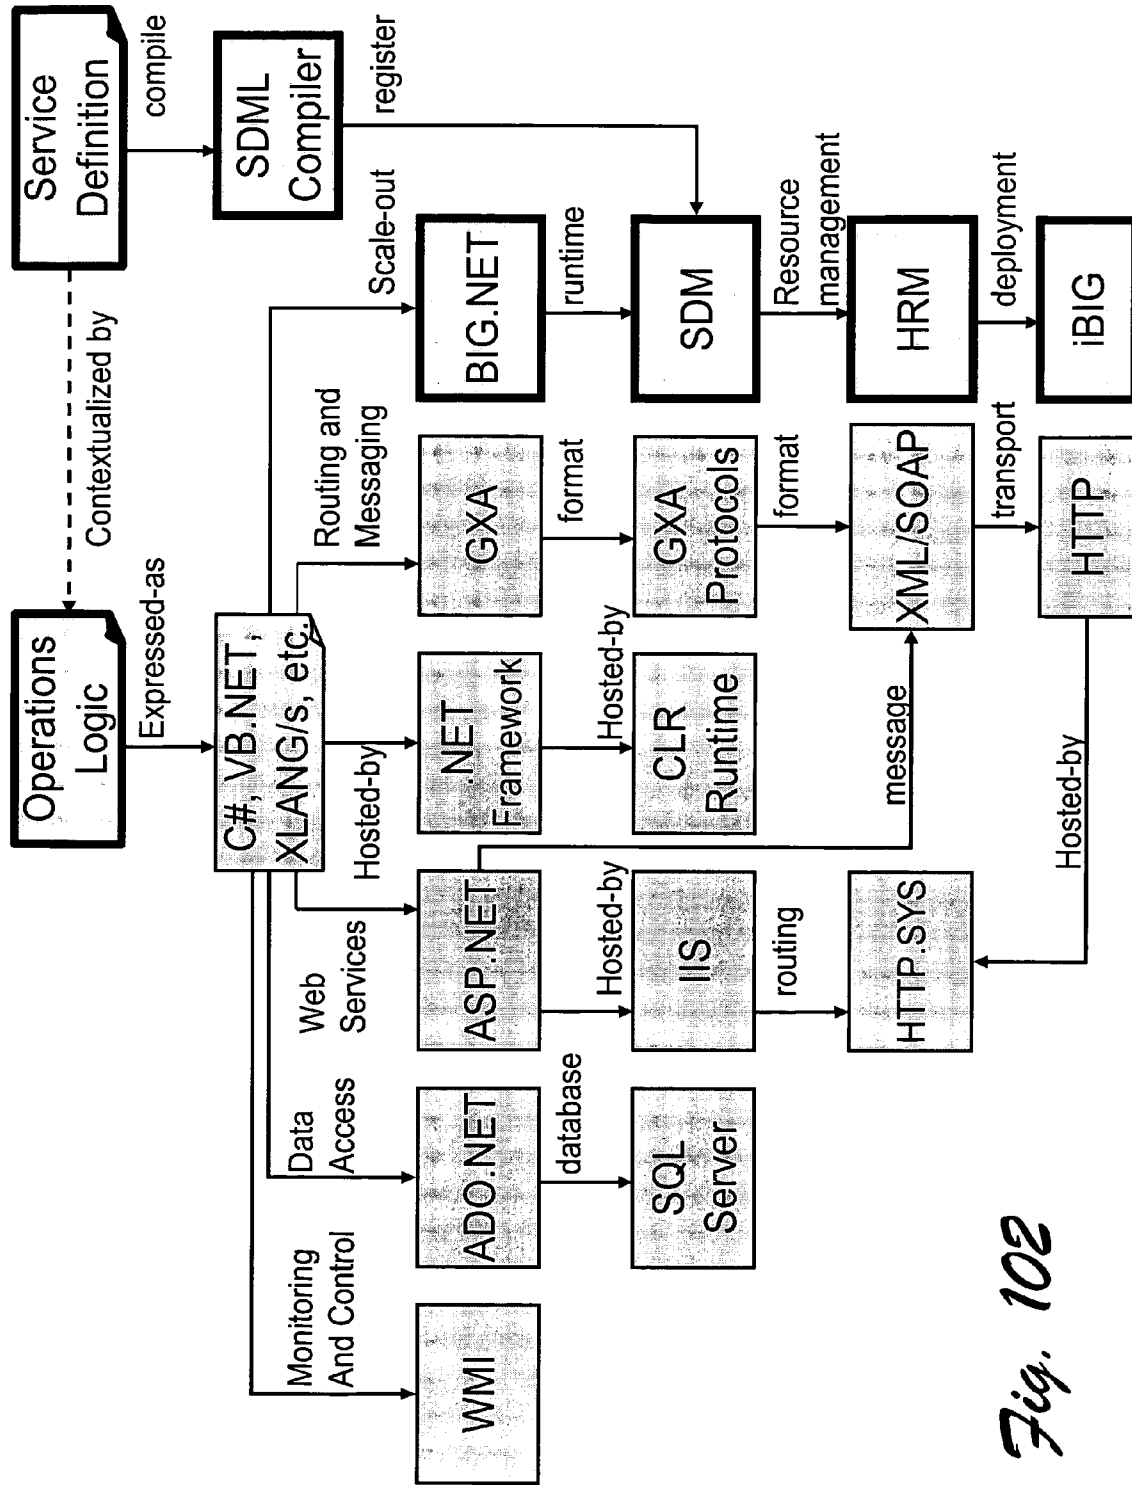 Operations
Logic
Contextualized by
Service
Definition
Expressed-as
compile
C#, VB.NET,
XLANG/s, etc.
SDML
Compiler
register
Monitoring
And Control
Data
Access
Web
Services
Hosted-by
Routing and
Messaging
Scale-out
WMI
ADO.NET
ASP.NET
.NET
Framework
GXA
BIG.NET
database
Hosted-by
Hosted-by
format
runtime
SQL
Server
IIS
CLR
Runtime
GXA
Protocols
SDM
routing
message
format
Resource
management
HTTP.SYS
XML/SOAP
HRM
Hosted-by
transport
deployment
HTTP
iBIG
Fig. 102